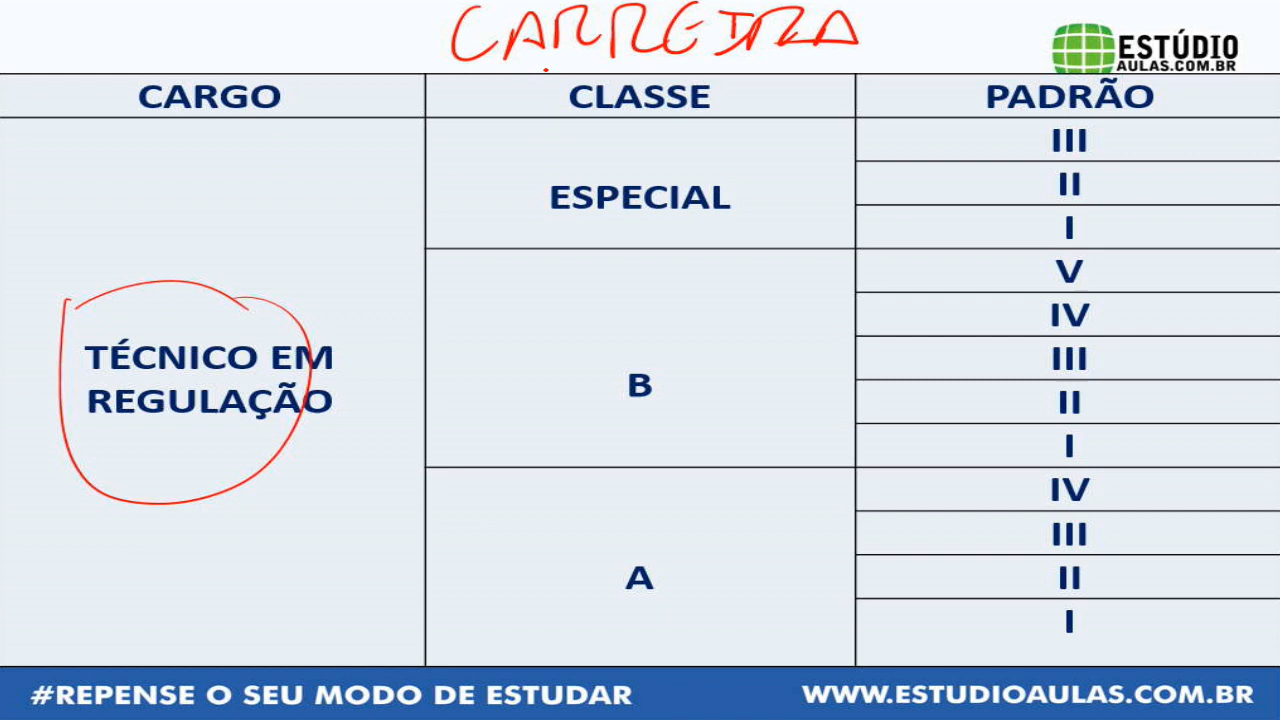 CARREIRA
ESTÚDIO
AULAS.COM.BR
CARGO CLASSE PADRÃO
TÉCNICO EM
REGULAÇÃO
ESPECIAL
III
II
I
B
V
IV
III
II
I
A
IV
III
II
I
#REPENSE O SEU MODO DE ESTUDAR
WWW.ESTUDIOAULAS.COM.BR